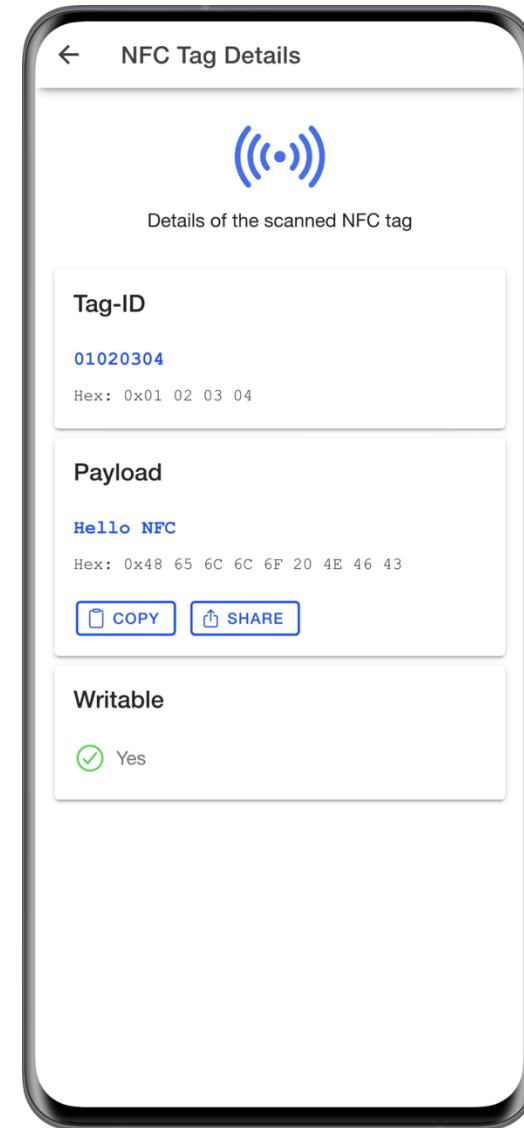 NFC Tag Details
Details of the scanned NFC tag
Tag-ID
01020304
Hex: 0x01 02 03 04
Payload
Hello NFC
Hex: 0x48 65 6C 6C 6F 20 4E 46 43
COPY
SHARE
Writable
Yes